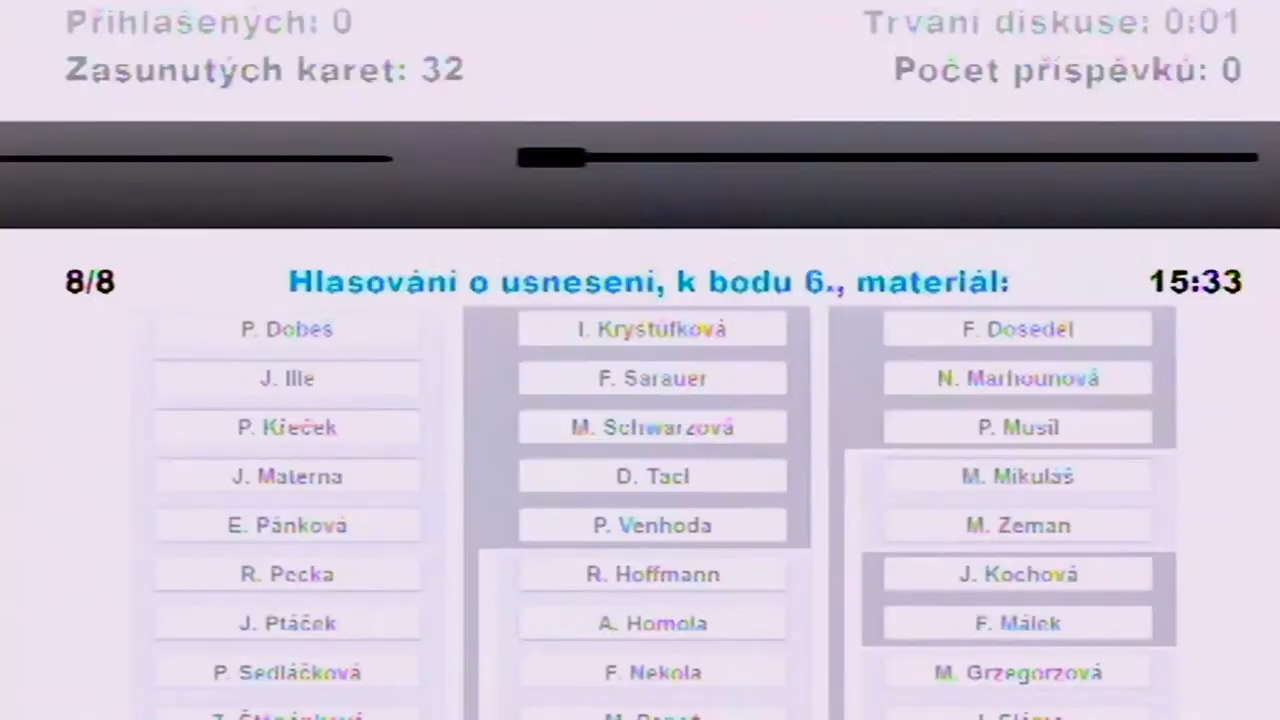 Přihlášených: 0
Trvání diskuse: 0:01
Zasunutých karet: 32
Počet příspěvků: 0
8/8
Hlasování o usnesení, k bodu 6., materiál:
15:33
P. Dobeš
I. Kryštůfková
F. Dosedel
J. Ille
F. Sarauer
N. Marhounová
P. Křeček
M. Schwarzová
P. Musil
J. Materna
D. Tacl
M. Mikuláš
E. Pánková
P. Venhoda
M. Zeman
R. Pecka
R. Hoffmann
J. Kochová
J. Ptáček
A. Homola
F. Málek
P. Sedláčková
F. Nekola
M. Grzegorzová